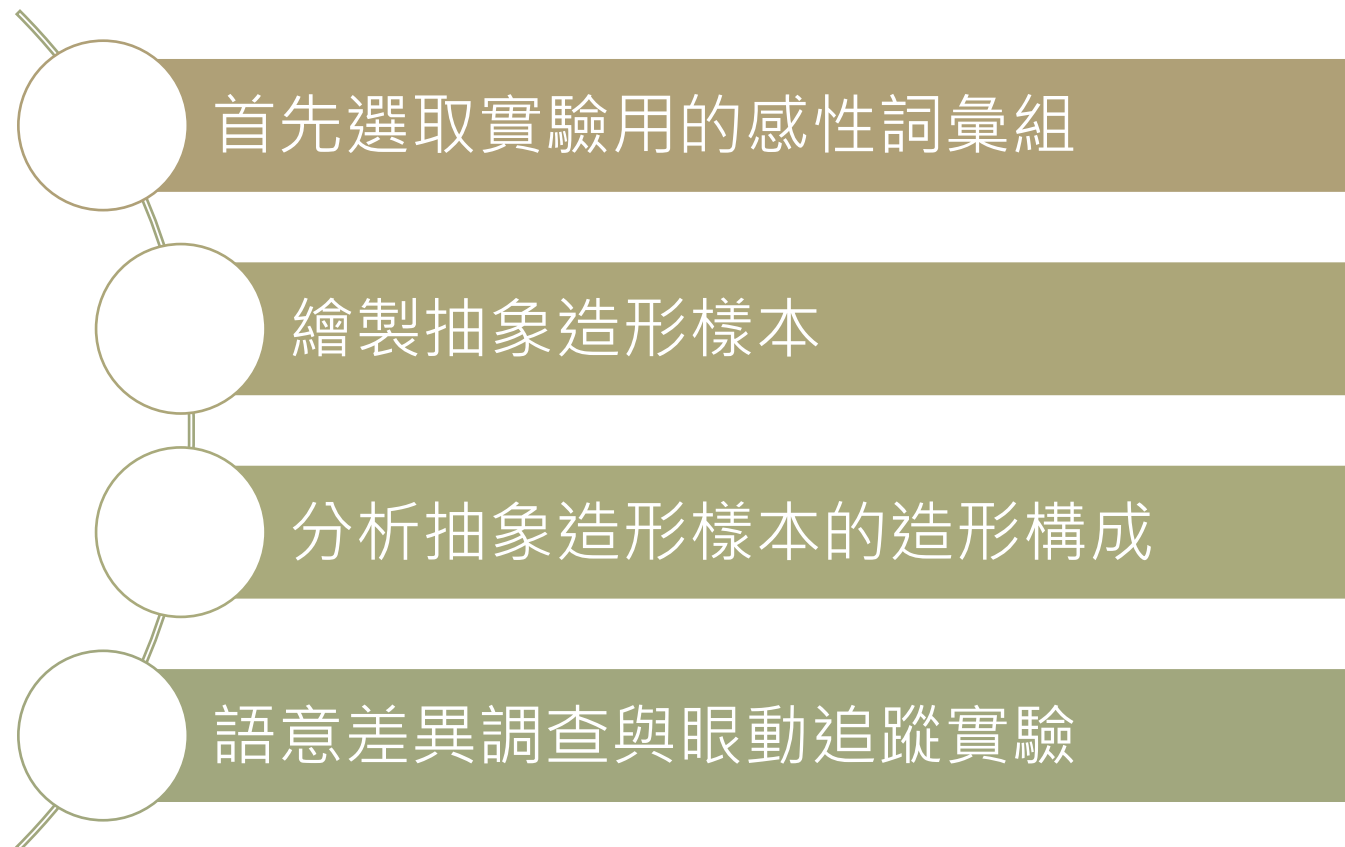 首先選取實驗用的感性詞彙組
繪製抽象造形樣本
分析抽象造形樣本的造形構成
語意差異調查與眼動追蹤實驗